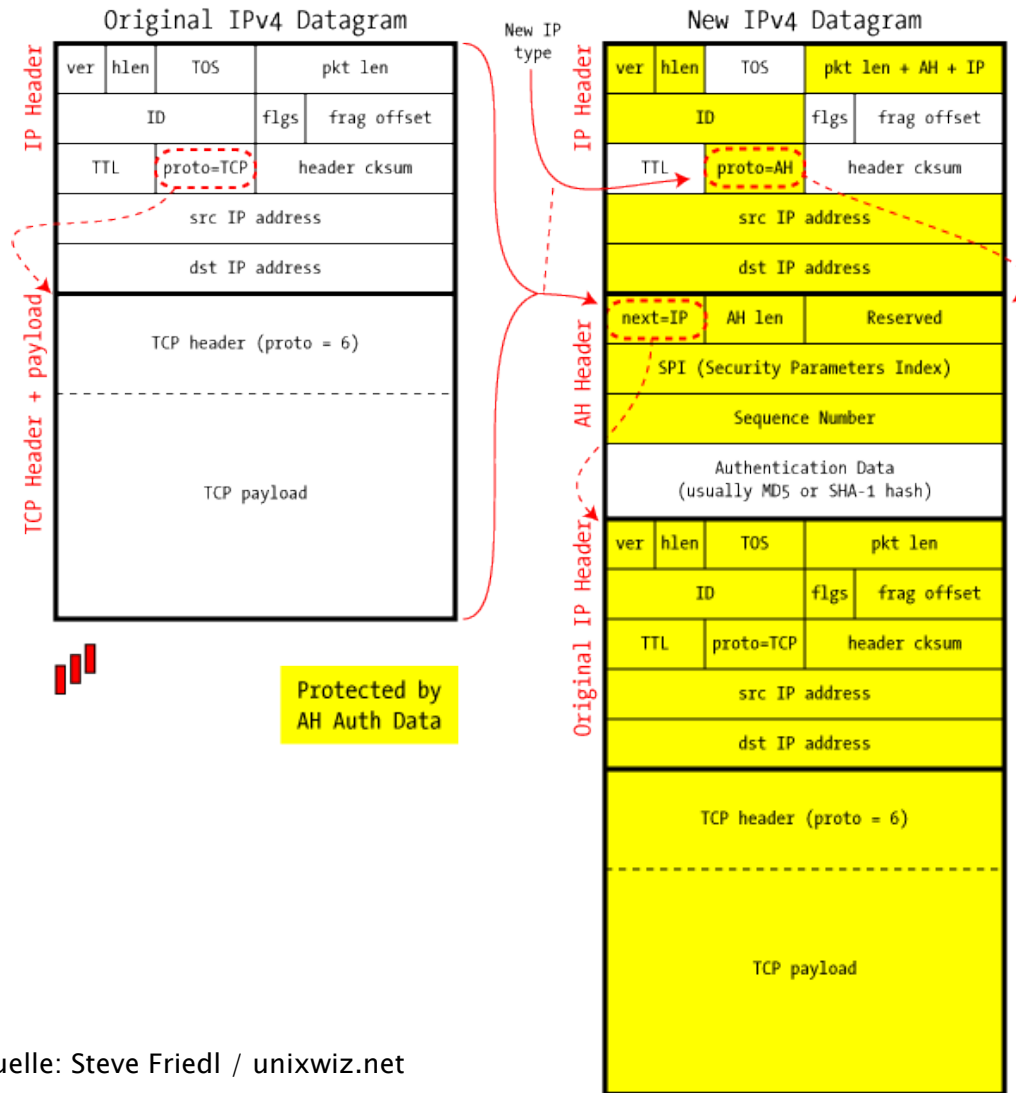 Original IPv4 Datagram
IP Header
ver hlen TOS pkt len
ID flgs frag offset
TTL proto=TCP header cksum
src IP address
dst IP address
TCP Header + payload
TCP header (proto = 6)
TCP payload
Protected by
AH Auth Data
New IP
type
New IPv4 Datagram
IP Header
ver hlen TOS pkt len + AH + IP
ID flgs frag offset
TTL proto=AH header cksum
src IP address
dst IP address
AH Header
next=IP AH len Reserved
SPI (Security Parameters Index)
Sequence Number
Authentication Data
(usually MD5 or SHA-1 hash)
Original IP Header
ver hlen TOS pkt len
ID flgs frag offset
TTL proto=TCP header cksum
src IP address
dst IP address
TCP header (proto = 6)
TCP payload
uelle: Steve Friedl / unixwiz.net